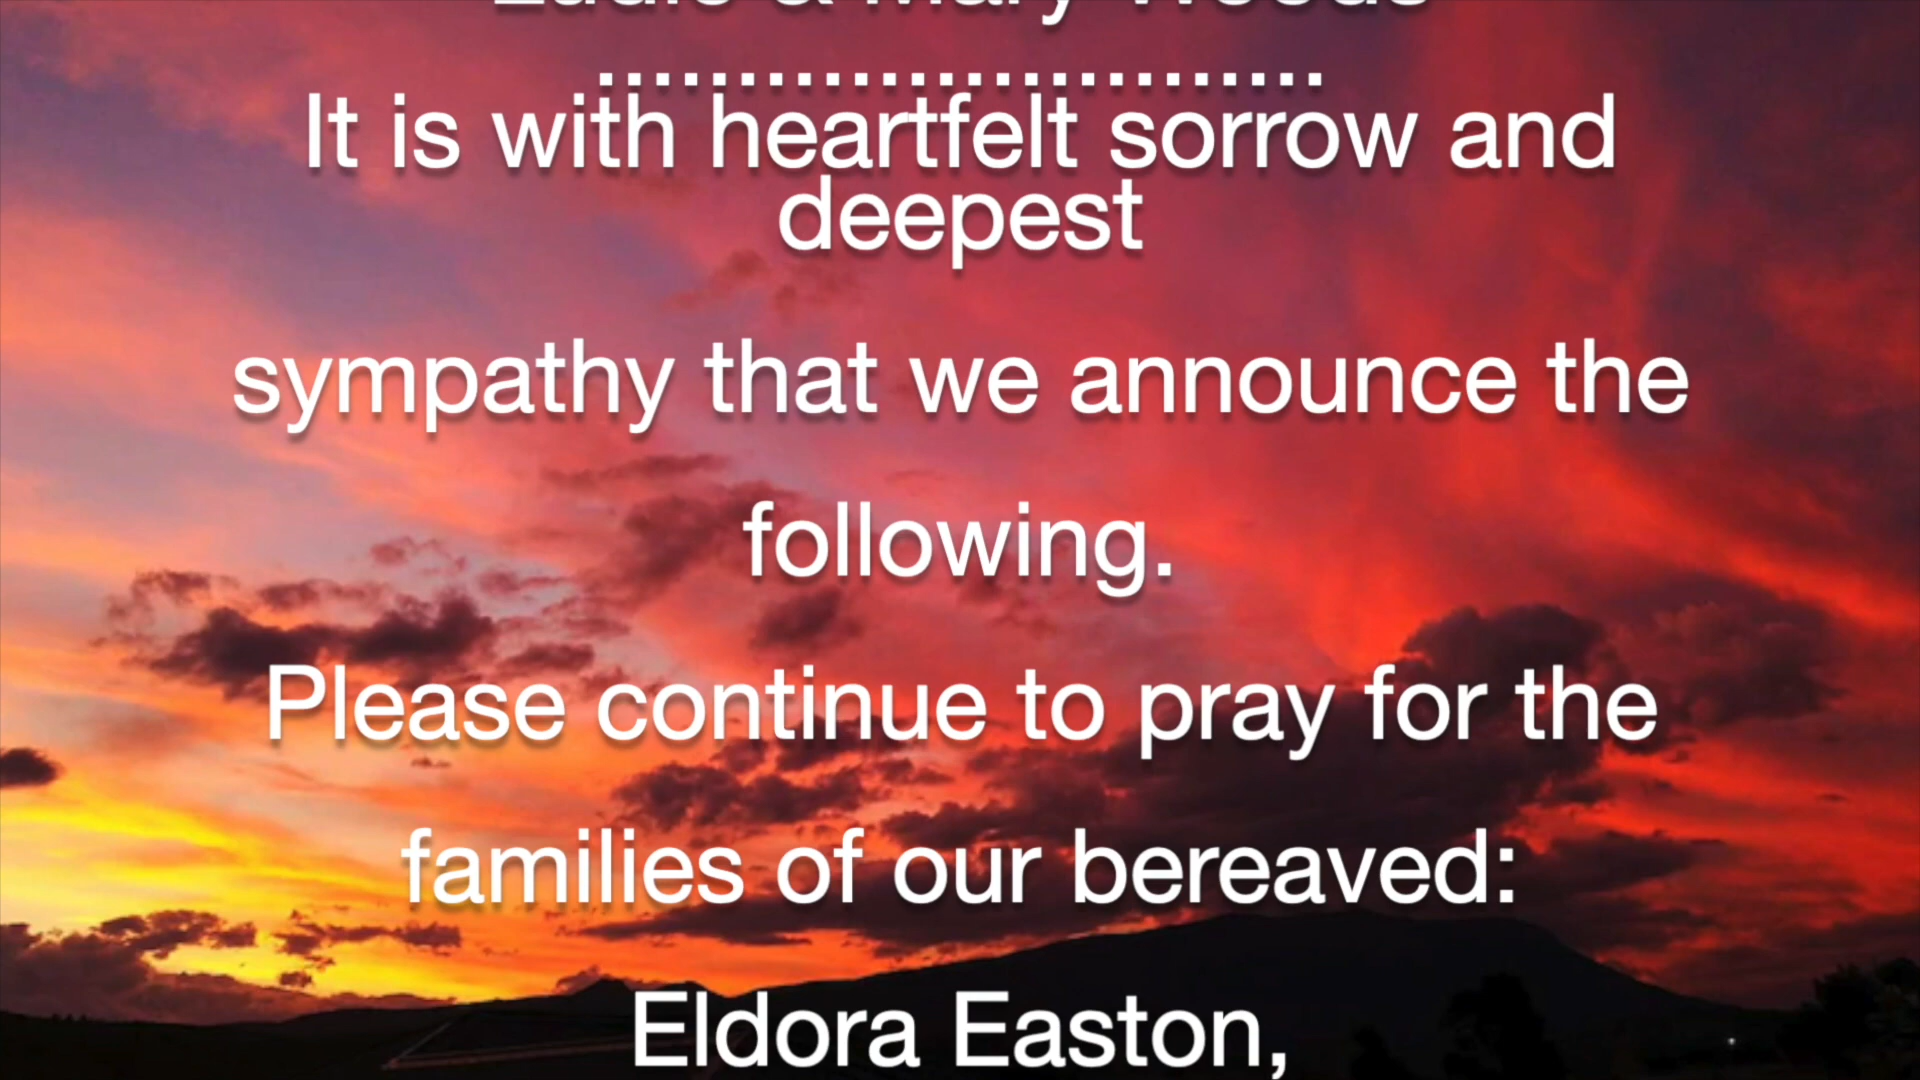 It is with heartfelt sorrow and
deepest
sympathy that we announce the
following.
Please continue to pray for the
families of our bereaved:
Eldora Easton,